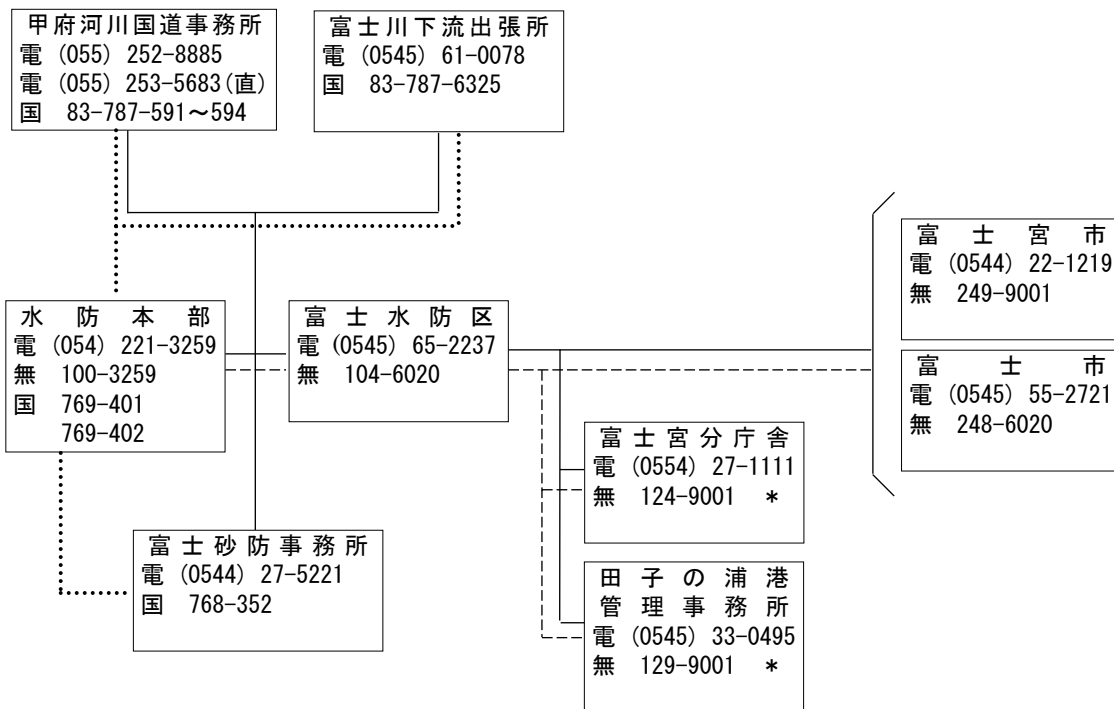 甲府河川国道事務所
電 (055) 252-8885
電 (055) 253-5683(直)
国 83-787-591～594
富士川下流出張所
電 (0545) 61-0078
国 83-787-6325
水防本部
電 (054) 221-3259
無 100-3259
国 769-401
769-402
富士水防区
電 (0545) 65-2237
無 104-6020
富士宮市
電 (0544) 22-1219
無 249-9001
富士市
電 (0545) 55-2721
無 248-6020
富士宮分庁舎
電 (0554) 27-1111
無 124-9001 *
富士砂防事務所
電 (0544) 27-5221
国 768-352
田子の浦港
管理事務所
電 (0545) 33-0495
無 129-9001 *